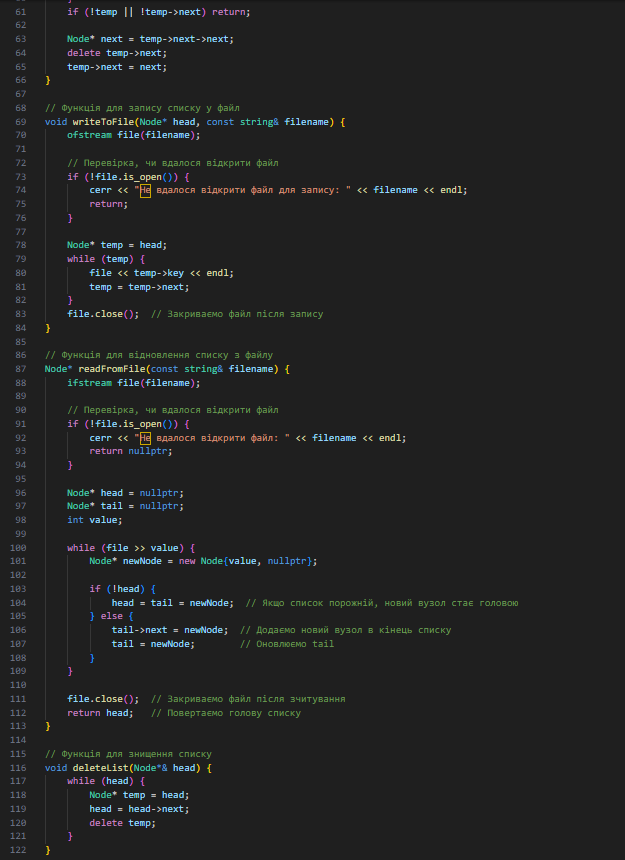 61 if (!temp || !temp->next) return;
62
63 Node* next = temp->next->next;
64 delete temp->next;
65 temp->next = next;
66 }
67
68 // Функція для запису списку у файл
69 void writeToFile(Node* head, const string& filename) {
70 ofstream file(filename);
71
72 // Перевірка, чи вдалося відкрити файл
73 if (!file.is_open()) {
74 cerr << "Не вдалося відкрити файл для запису: " << filename << endl;
75 return;
76 }
77
78 Node* temp = head;
79 while (temp) {
80 file << temp->key << endl;
81 temp = temp->next;
82 }
83 file.close(); // Закриваємо файл після запису
84 }
85
86 // Функція для відновлення списку з файлу
87 Node* readFromFile(const string& filename) {
88 ifstream file(filename);
89
90 // Перевірка, чи вдалося відкрити файл
91 if (!file.is_open()) {
92 cerr << "Не вдалося відкрити файл: " << filename << endl;
93 return nullptr;
94 }
95
96 Node* head = nullptr;
97 Node* tail = nullptr;
98 int value;
99
100 while (file >> value) {
101 Node* newNode = new Node{value, nullptr};
102
103 if (!head) {
104 head = tail = newNode; // Якщо список порожній, новий вузол стає головою
105 } else {
106 tail->next = newNode; // Додаємо новий вузол в кінець списку
107 tail = newNode; // Оновлюємо tail
108 }
109 }
110
111 file.close(); // Закриваємо файл після зчитування
112 return head; // Повертаємо голову списку
113 }
114
115 // Функція для знищення списку
116 void deleteList(Node*& head) {
117 while (head) {
118 Node* temp = head;
119 head = head->next;
120 delete temp;
121 }
122 }